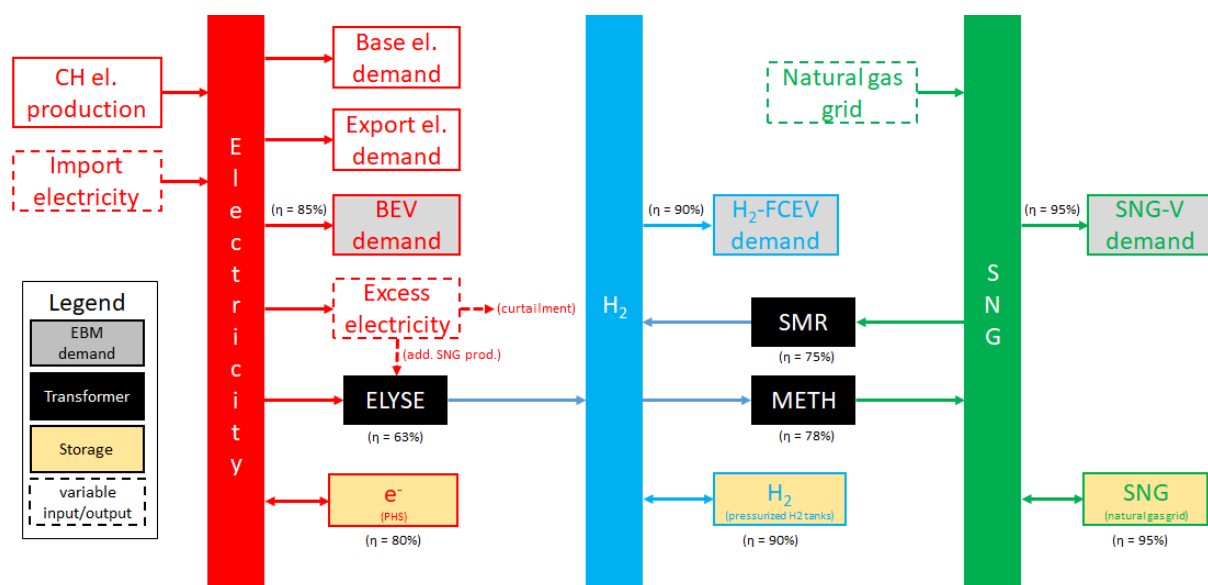 CH el.
production
Import
electricity
Electricity
Base el.
demand
Export el.
demand
(η = 85%)
BEV
demand
Excess
electricity
(curtailment)
(add. SNG prod.)
ELYSE
(η = 63%)
e-
(PHS)
(η = 80%)
H2
(η = 90%)
H2-FCEV
demand
SMR
(η = 75%)
METH
(η = 78%)
H2
(pressurized H2 tanks)
(η = 90%)
Natural gas
grid
SNG
(η = 95%)
SNG-V
demand
SNG
(natural gas grid)
(η = 95%)
Legend
EBM
demand
Transformer
Storage
variable
input/output